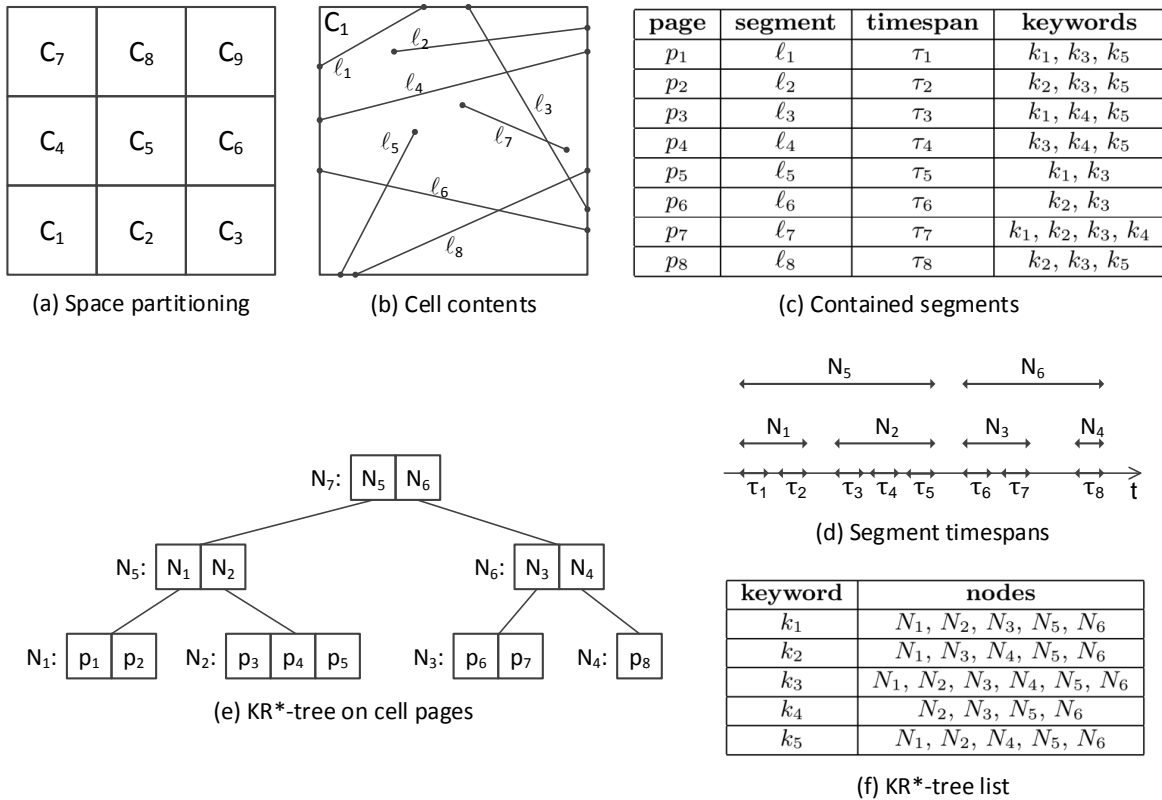 C₇ C₈ C₉
C₄ C₅ C₆
C₁ C₂ C₃
(a) Space partitioning
C₁
ℓ₁
ℓ₂
ℓ₄
ℓ₃
ℓ₇
ℓ₅
ℓ₆
ℓ₈
(b) Cell contents
page segment timespan keywords
p₁ ℓ₁ τ₁ k₁, k₃, k₅
p₂ ℓ₂ τ₂ k₂, k₃, k₅
p₃ ℓ₃ τ₃ k₁, k₄, k₅
p₄ ℓ₄ τ₄ k₃, k₄, k₅
p₅ ℓ₅ τ₅ k₁, k₃
p₆ ℓ₆ τ₆ k₂, k₃
p₇ ℓ₇ τ₇ k₁, k₂, k₃, k₄
p₈ ℓ₈ τ₈ k₂, k₃, k₅
(c) Contained segments
N₅ N₆
N₁ N₂ N₃ N₄
τ₁ τ₂ τ₃ τ₄ τ₅ τ₆ τ₇ τ₈ t
(d) Segment timespans
N₇: N₅ N₆
N₅: N₁ N₂ N₆: N₃ N₄
N₁: p₁ p₂ N₂: p₃ p₄ p₅ N₃: p₆ p₇ N₄: p₈
(e) KR*-tree on cell pages
keyword nodes
k₁ N₁, N₂, N₃, N₅, N₆
k₂ N₁, N₃, N₄, N₅, N₆
k₃ N₁, N₂, N₃, N₄, N₅, N₆
k₄ N₂, N₃, N₅, N₆
k₅ N₁, N₂, N₄, N₅, N₆
(f) KR*-tree list